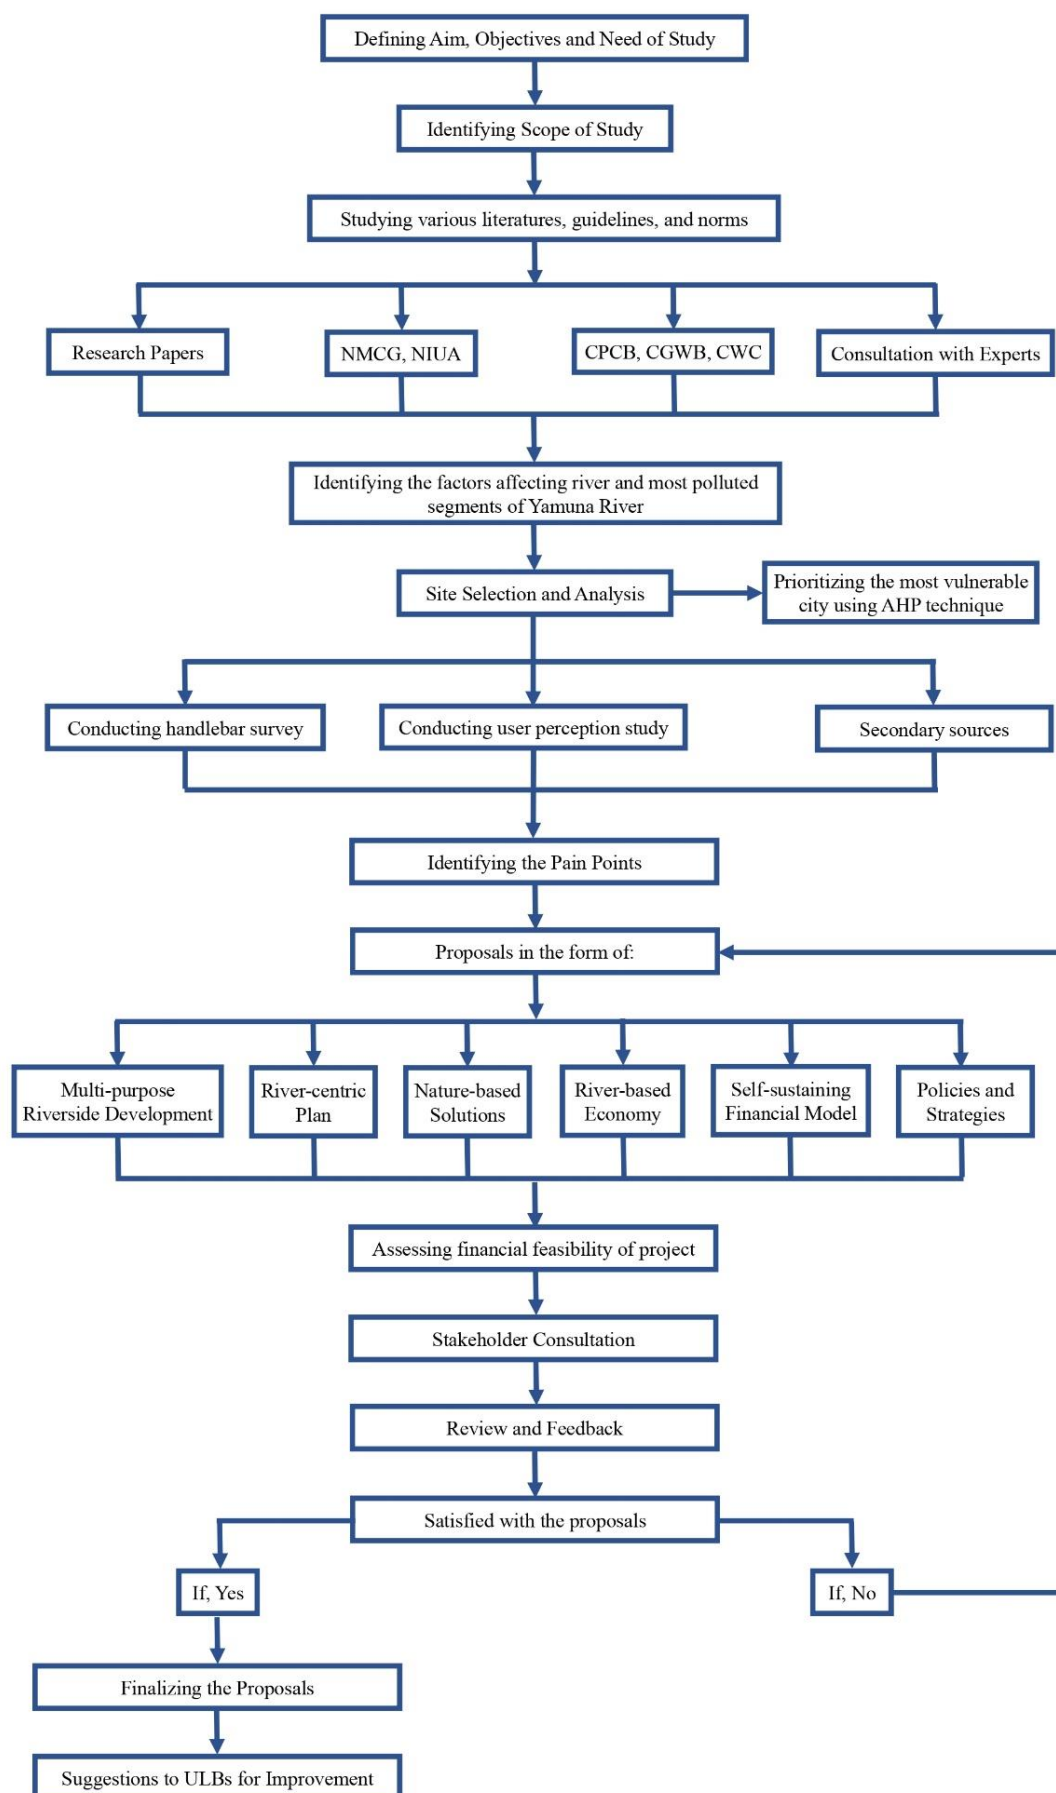 Defining Aim, Objectives and Need of Study
Identifying Scope of Study
Studying various literatures, guidelines, and norms
Research Papers
NMCG, NIUA
CPCB, CGWB, CWC
Consultation with Experts
Identifying the factors affecting river and most polluted
segments of Yamuna River
Site Selection and Analysis
Prioritizing the most vulnerable
city using AHP technique
Conducting handlebar survey
Conducting user perception study
Secondary sources
Identifying the Pain Points
Proposals in the form of:
Multi-purpose
Riverside Development
River-centric
Plan
Nature-based
Solutions
River-based
Economy
Self-sustaining
Financial Model
Policies and
Strategies
Assessing financial feasibility of project
Stakeholder Consultation
Review and Feedback
Satisfied with the proposals
If, Yes
If, No
Finalizing the Proposals
Suggestions to ULBs for Improvement